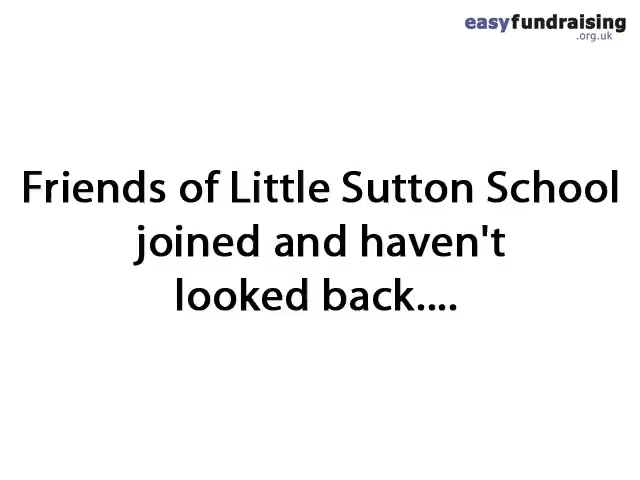 easyfundraising
.org.uk
Friends of Little Sutton School
joined and haven't
looked back....